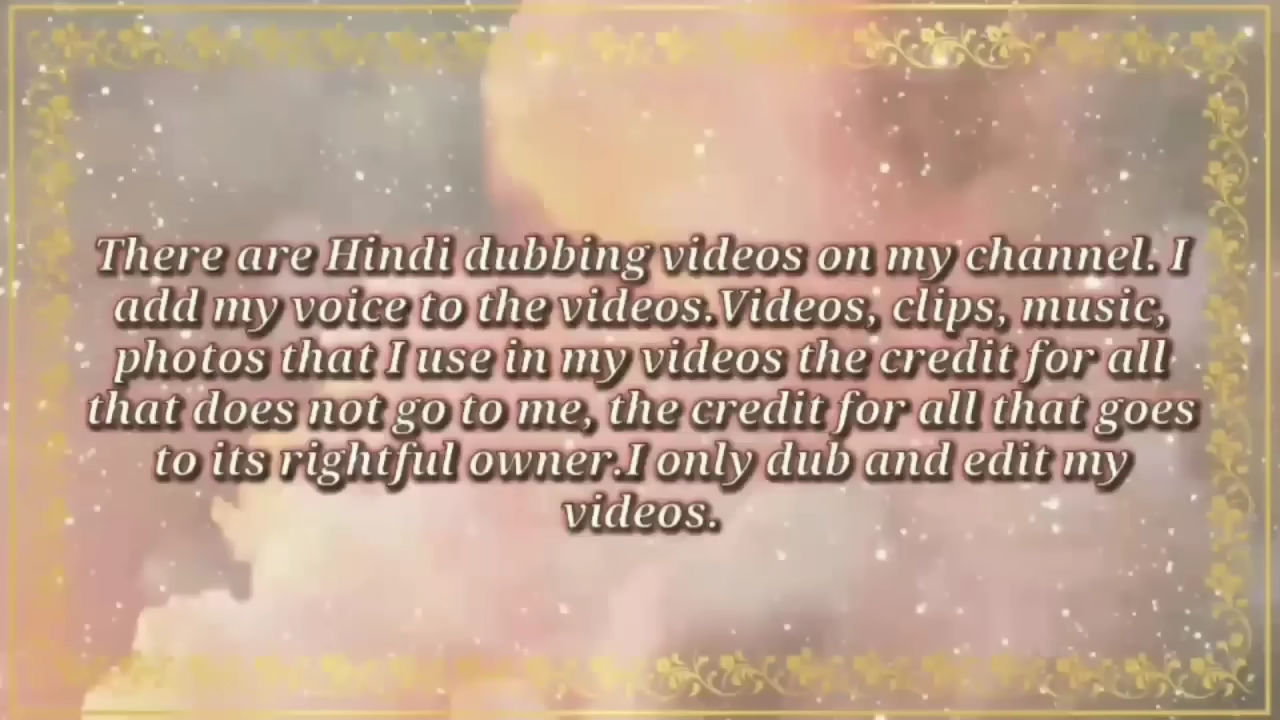 There are Hindi dubbing videos on my channel. I
add my voice to the videos.Videos, clips, music,
photos that I use in my videos the credit for all
that does not go to me, the credit for all that goes
to its rightful owner.I only dub and edit my
videos.